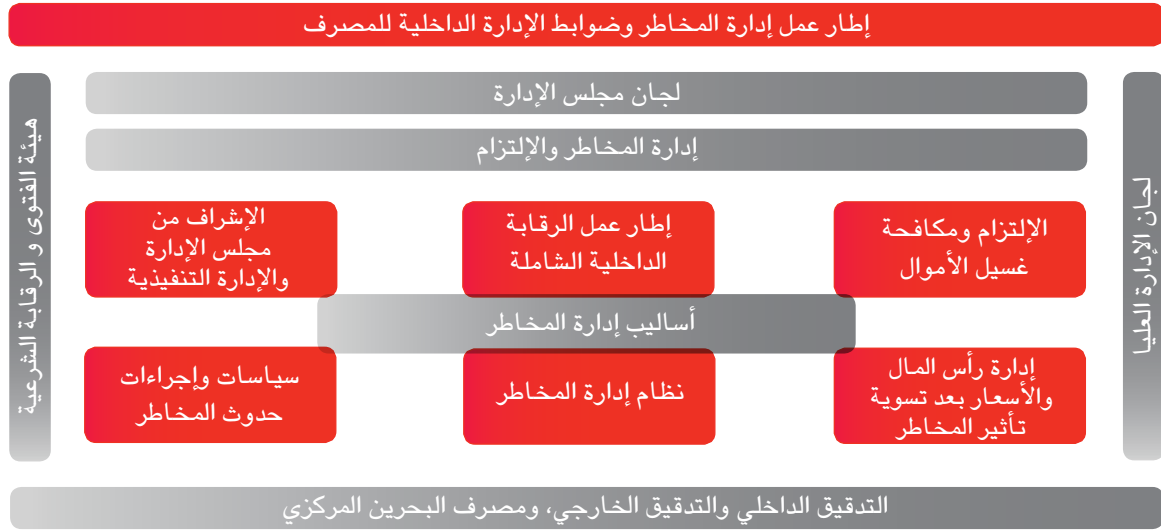 إطار عمل إدارة المخاطر وضوابط الإدارة الداخلية للمصرف
لجان مجلس الإدارة
إدارة المخاطر والإلتزام
لجان الإدارة العليا
هيئة الفتوى و الرقابة الشرعية
الإلتزام ومكافحة
غسيل الأموال
إطار عمل الرقابة
الداخلية الشاملة
الإشراف من
مجلس الإدارة
والإدارة التنفيذية
أساليب إدارة المخاطر
إدارة رأس المال
والأسعار بعد تسوية
تأثير المخاطر
نظام إدارة المخاطر
سياسات وإجراءات
حدوث المخاطر
التدقيق الداخلي والتدقيق الخارجي، ومصرف البحرين المركزي